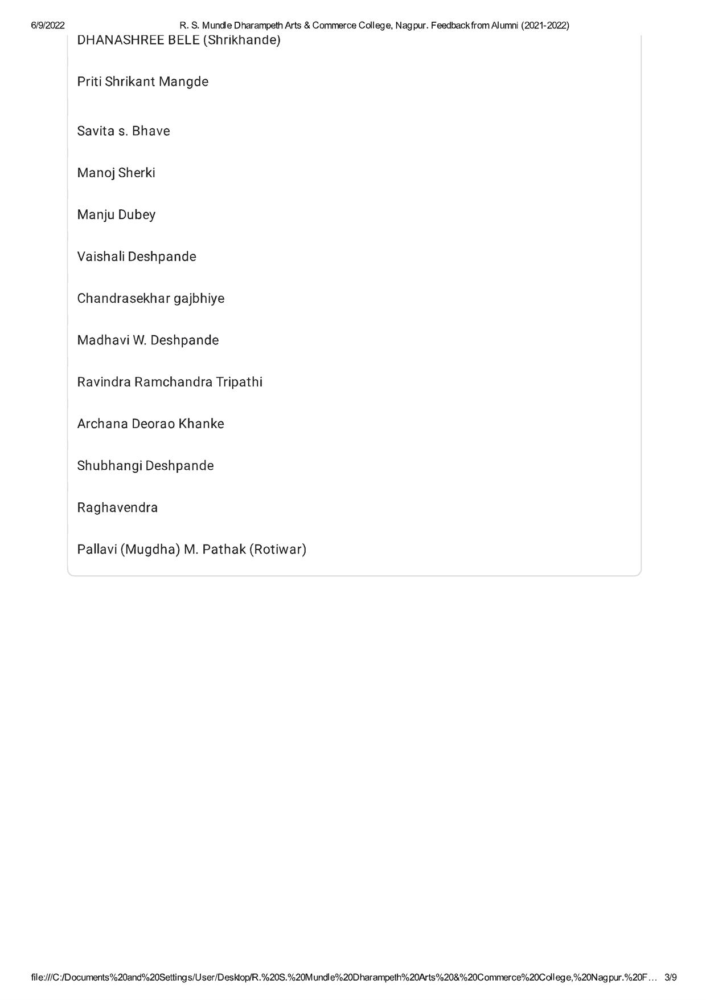 6/9/2022 R. S. Mundle Dharampeth Arts & Commerce College, Nagpur. Feedback from Alumni (2021-2022)
DHANASHREE BELE (Shrikhande)
Priti Shrikant Mangde
Savita s. Bhave
Manoj Sherki
Manju Dubey
Vaishali Deshpande
Chandrasekhar gajbhiye
Madhavi W. Deshpande
Ravindra Ramchandra Tripathi
Archana Deorao Khanke
Shubhangi Deshpande
Raghavendra
Pallavi (Mugdha) M. Pathak (Rotiwar)
file:///C:/Documents%20and%20Settings/User/Desktop/R.%20S.%20Mundle%20Dharampeth%20Arts%20&%20Commerce%20College,%20Nagpur.%20F… 3/9